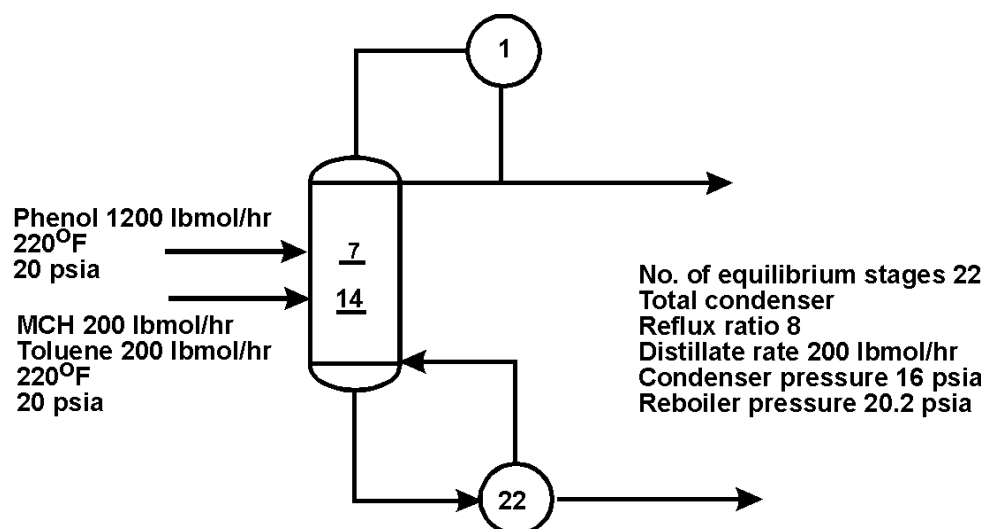 1
Phenol 1200 lbmol/hr
220°F
20 psia
7
14
MCH 200 lbmol/hr
Toluene 200 lbmol/hr
220°F
20 psia
No. of equilibrium stages 22
Total condenser
Reflux ratio 8
Distillate rate 200 lbmol/hr
Condenser pressure 16 psia
Reboiler pressure 20.2 psia
22